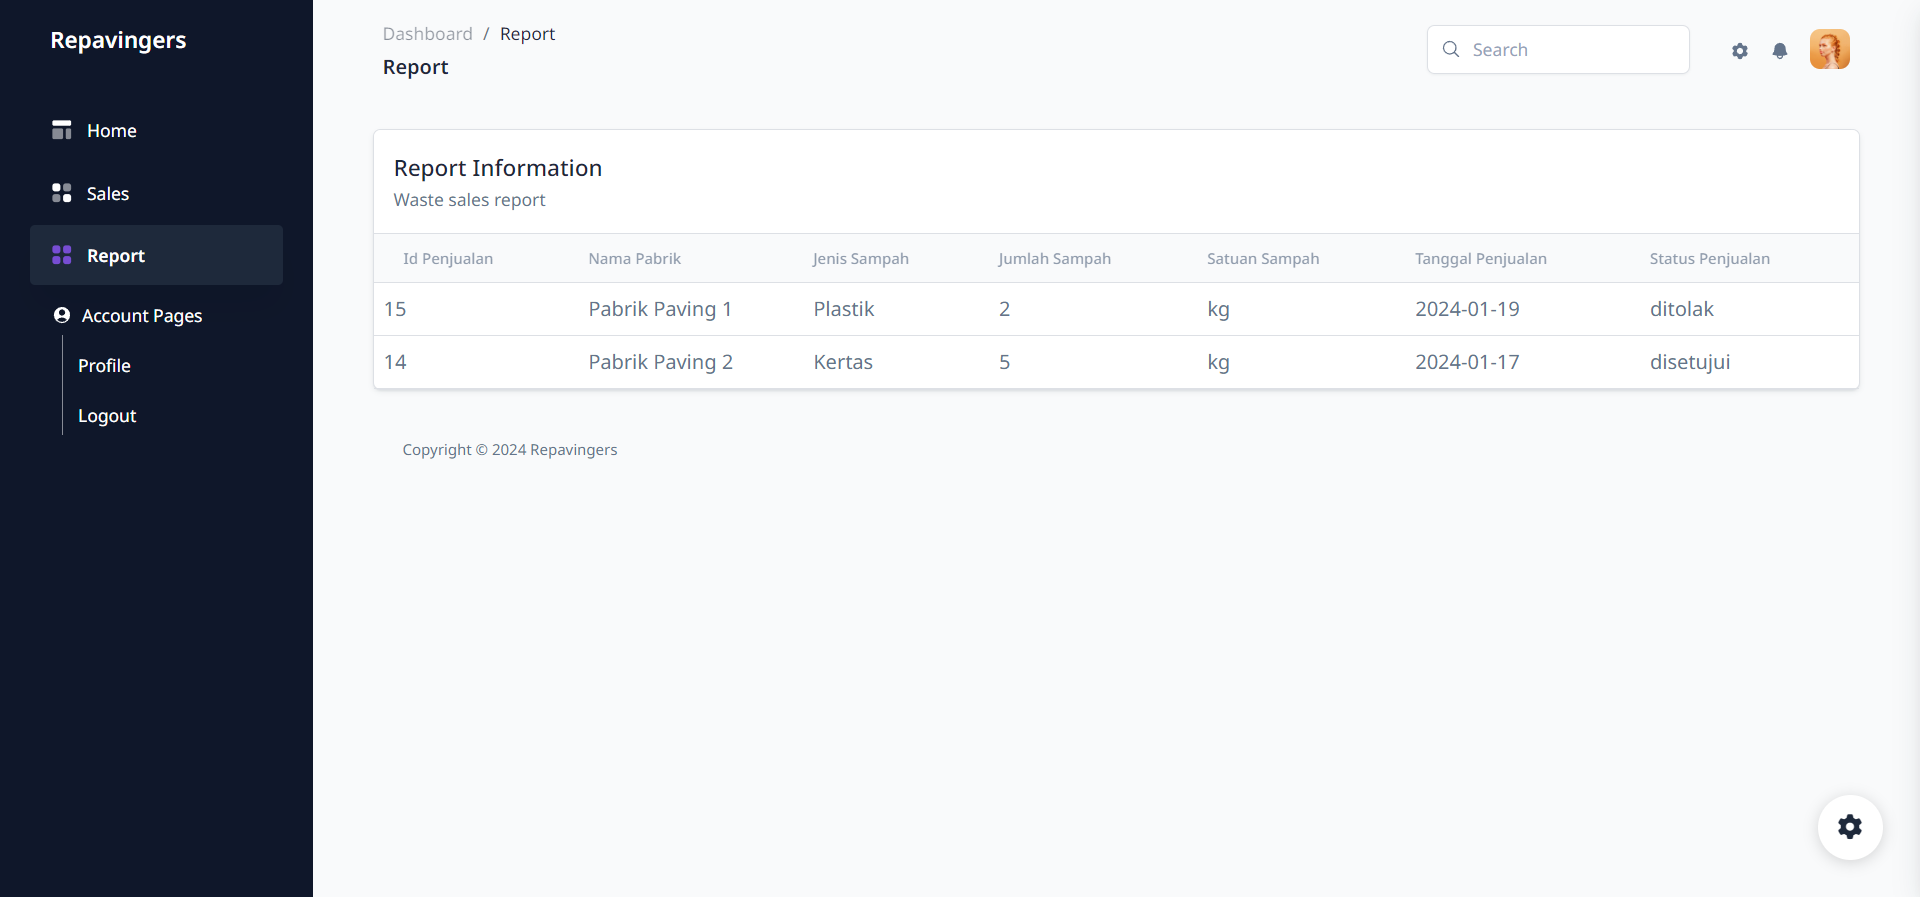 Repavingers
Home
Sales
Report
Account Pages
Profile
Logout
Dashboard / Report
Report
Search
Report Information
Waste sales report
Id Penjualan Nama Pabrik Jenis Sampah Jumlah Sampah Satuan Sampah Tanggal Penjualan Status Penjualan
15 Pabrik Paving 1 Plastik 2 kg 2024-01-19 ditolak
14 Pabrik Paving 2 Kertas 5 kg 2024-01-17 disetujui
Copyright © 2024 Repavingers